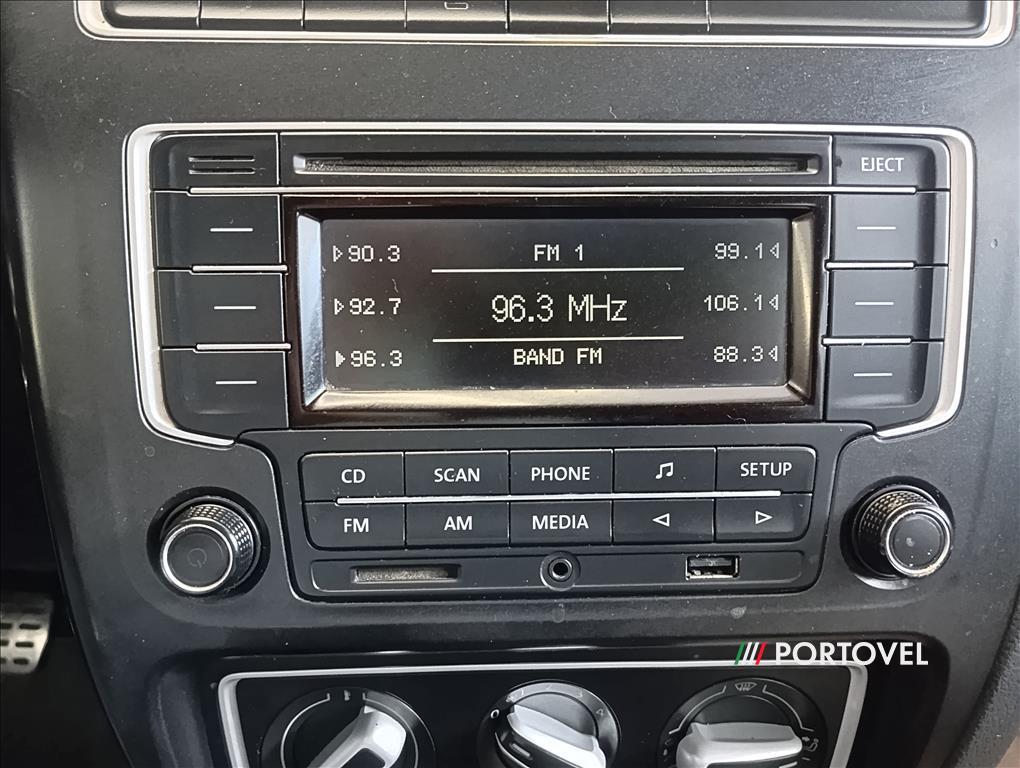 EJECT
90.3 FM 1 99.1
92.7 96.3 MHz 106.1
96.3 BAND FM 88.3
CD SCAN PHONE SETUP
FM AM MEDIA
PORTOVEL